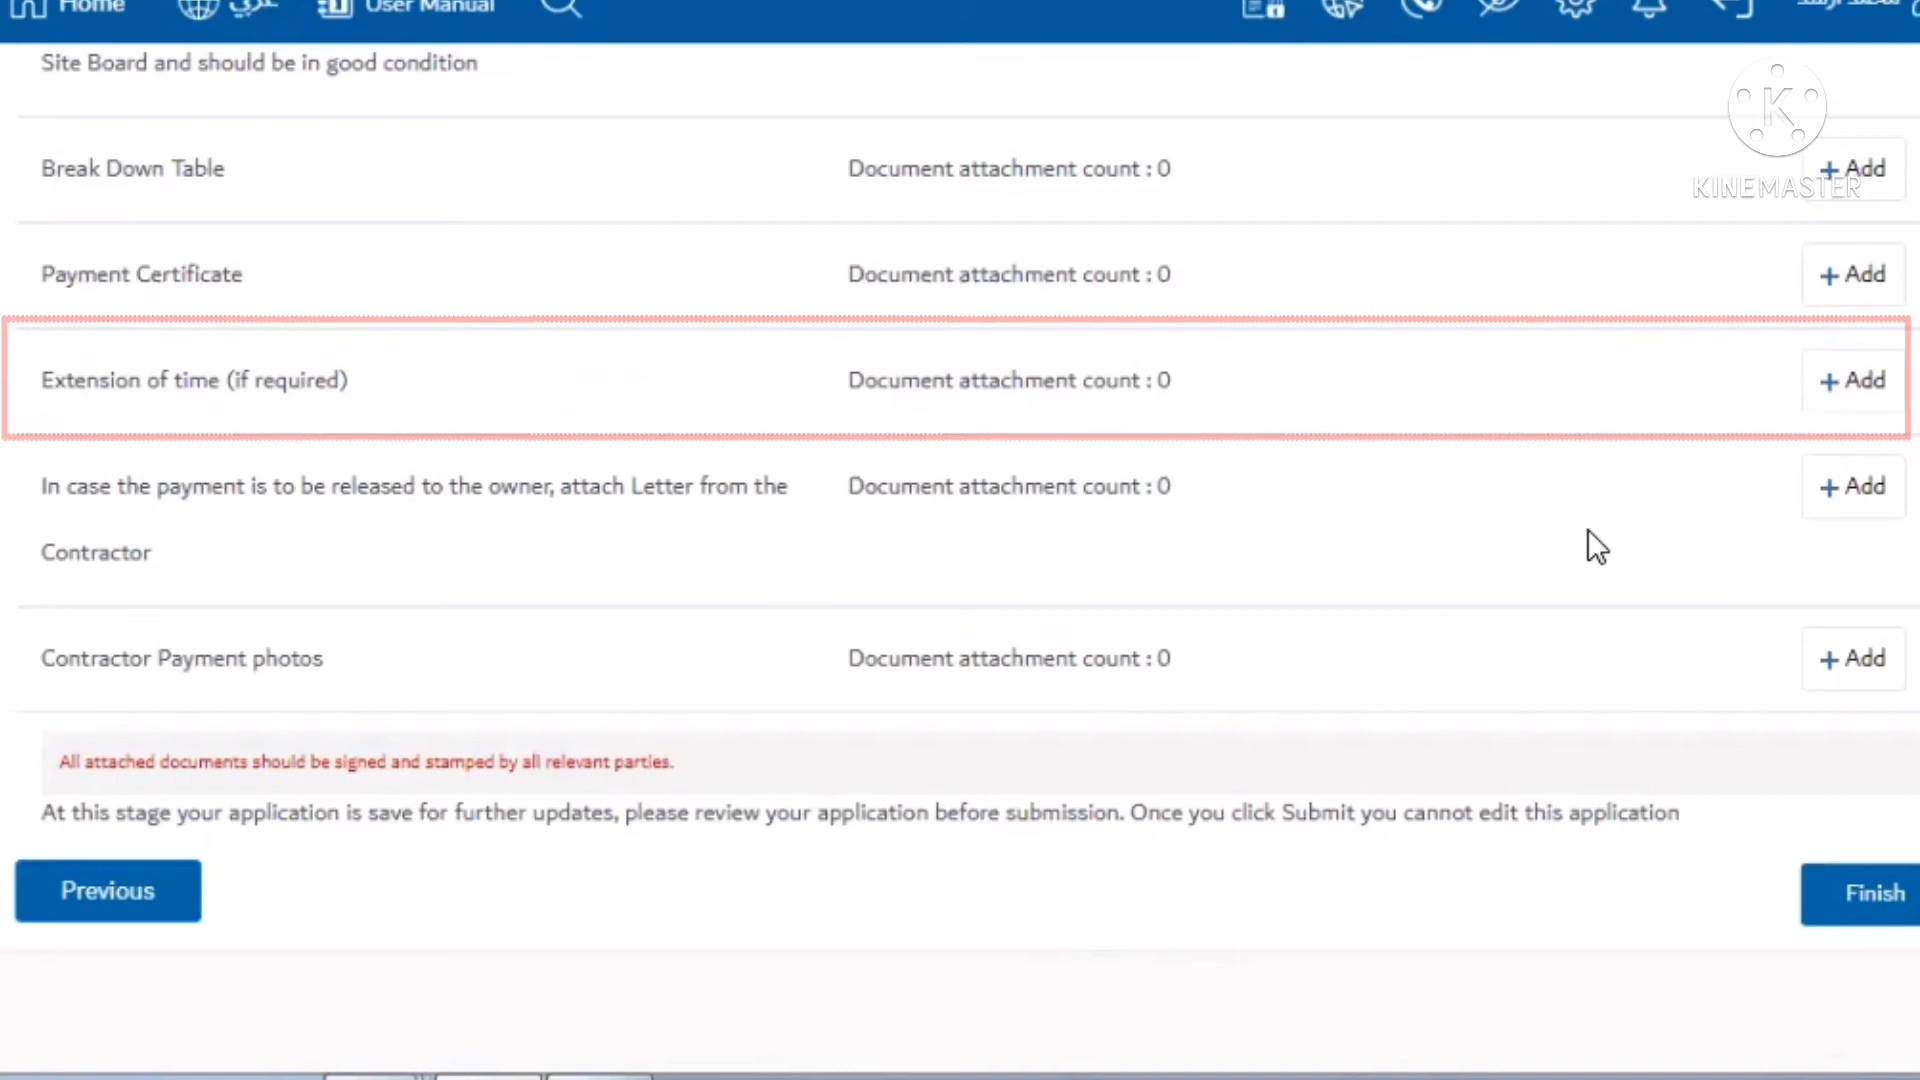 Home
عربي
User Manual
Site Board and should be in good condition
KINEMASTER
Break Down Table Document attachment count : 0 + Add
Payment Certificate Document attachment count : 0 + Add
Extension of time (if required) Document attachment count : 0 + Add
In case the payment is to be released to the owner, attach Letter from the Document attachment count : 0 + Add
Contractor
Contractor Payment photos Document attachment count : 0 + Add
All attached documents should be signed and stamped by all relevant parties.
At this stage your application is save for further updates, please review your application before submission. Once you click Submit you cannot edit this application
Previous
Finish